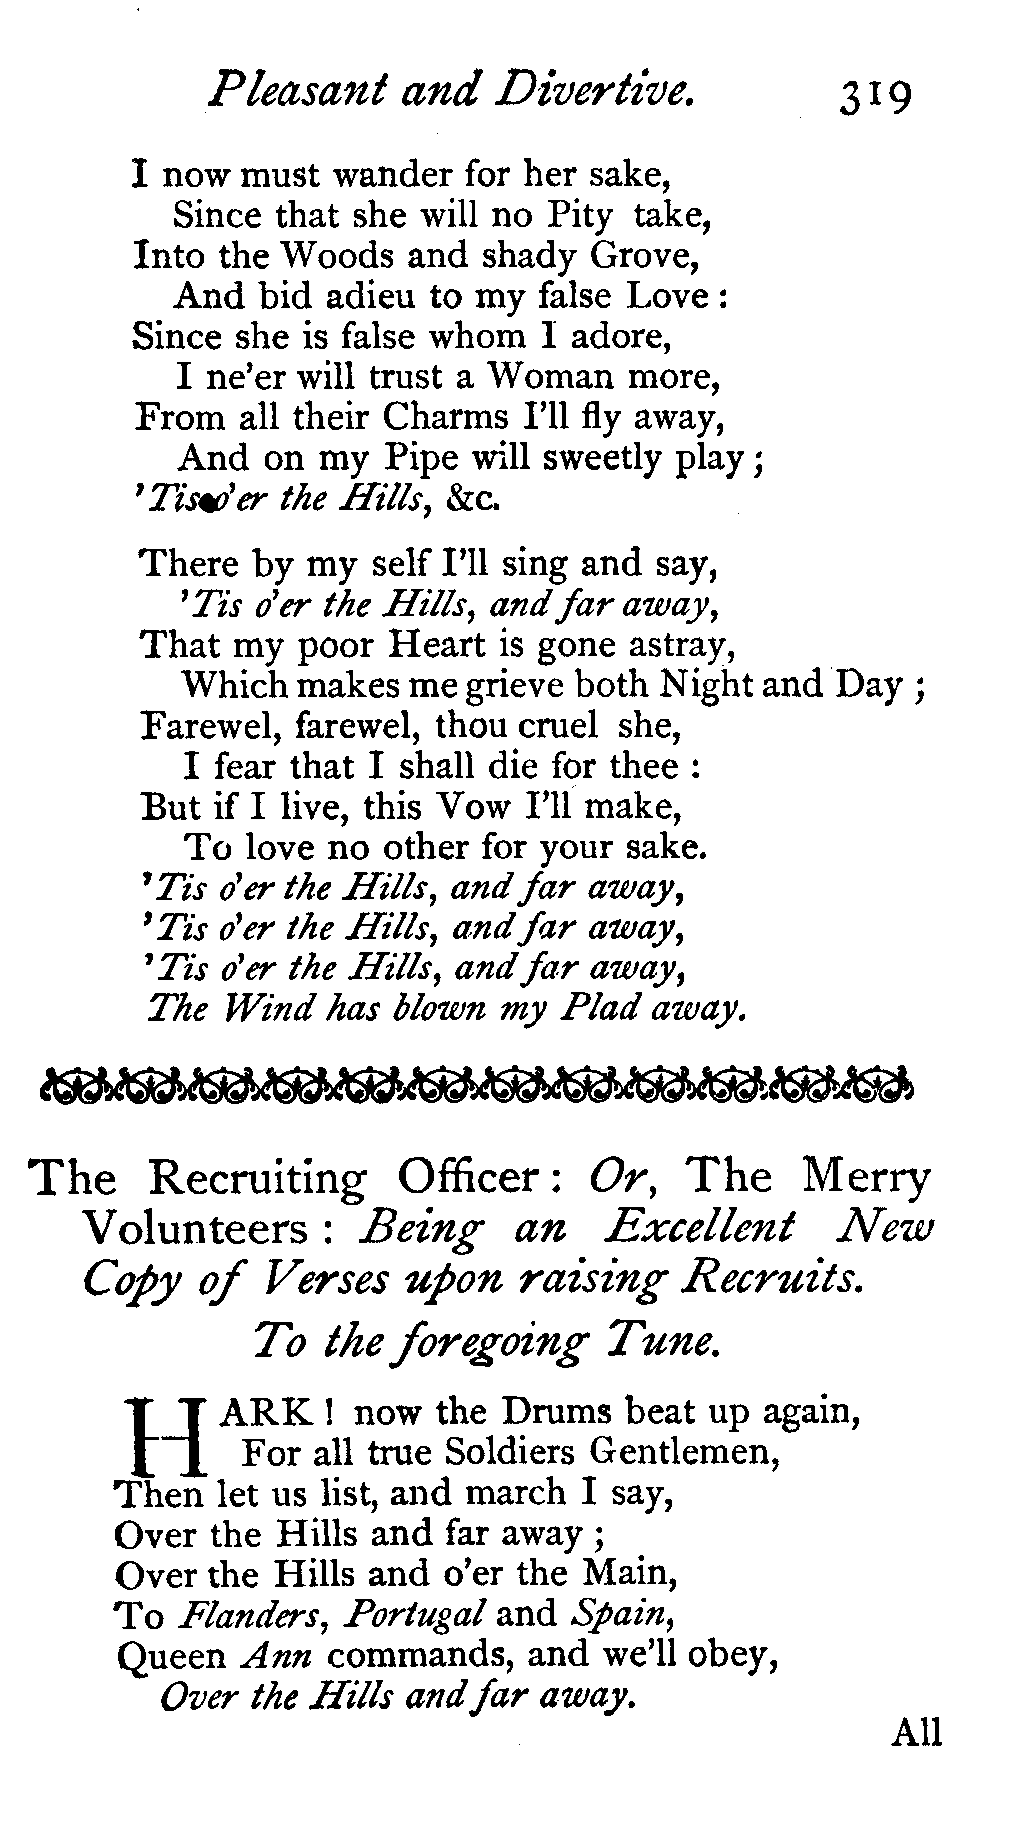 Pleasant and Divertive. 319
I now must wander for her sake,
Since that she will no Pity take,
Into the Woods and shady Grove,
And bid adieu to my false Love :
Since she is false whom I adore,
I ne'er will trust a Woman more,
From all their Charms I'll fly away,
And on my Pipe will sweetly play ;
'Tis o'er the Hills, &c.
There by my self I'll sing and say,
'Tis o'er the Hills, and far away,
That my poor Heart is gone astray,
Which makes me grieve both Night and Day ;
Farewel, farewel, thou cruel she,
I fear that I shall die for thee :
But if I live, this Vow I'll make,
To love no other for your sake.
'Tis o'er the Hills, and far away,
'Tis o'er the Hills, and far away,
'Tis o'er the Hills, and far away,
The Wind has blown my Plad away.
The Recruiting Officer : Or, The Merry
Volunteers : Being an Excellent New
Copy of Verses upon raising Recruits.
To the foregoing Tune.
HARK ! now the Drums beat up again,
For all true Soldiers Gentlemen,
Then let us list, and march I say,
Over the Hills and far away ;
Over the Hills and o'er the Main,
To Flanders, Portugal and Spain,
Queen Ann commands, and we'll obey,
Over the Hills and far away.
All